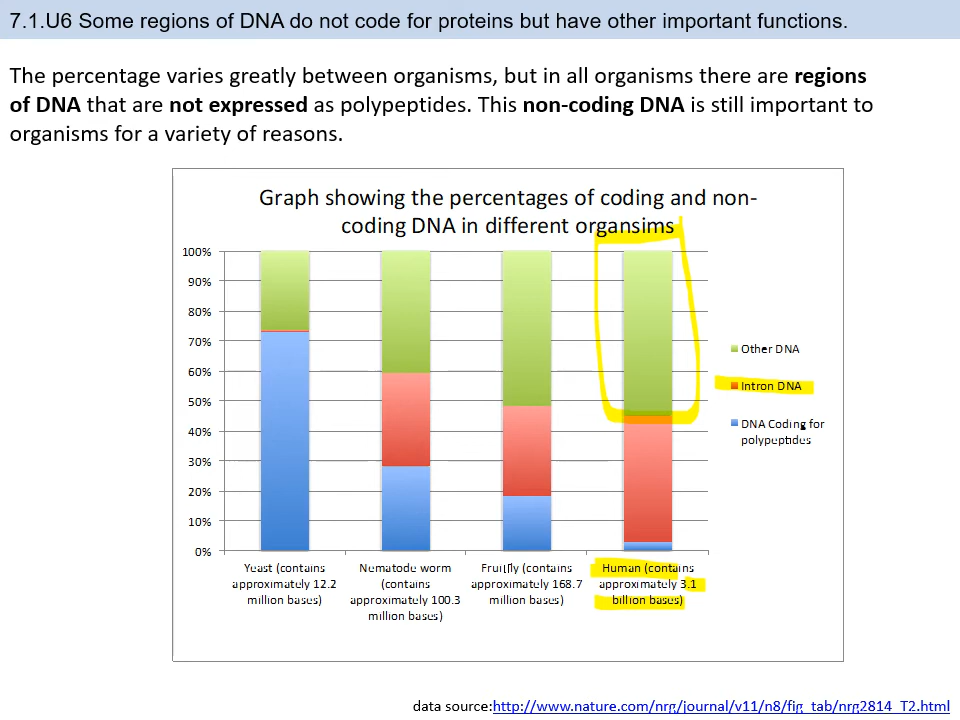 7.1.U6 Some regions of DNA do not code for proteins but have other important functions.
The percentage varies greatly between organisms, but in all organisms there are regions
of DNA that are not expressed as polypeptides. This non-coding DNA is still important to
organisms for a variety of reasons.
Graph showing the percentages of coding and non-
coding DNA in different organsims
100%
90%
80%
70%
60%
50%
40%
30%
20%
10%
0%
Other DNA
Intron DNA
DNA Coding for
polypeptides
Yeast (contains
approximately 12.2
million bases)
Nematode worm
(contains
approximately 100.3
million bases)
Fruitfly (contains
approximately 168.7
million bases)
Human (contains
approximately 3.1
billion bases)
data source:http://www.nature.com/nrg/journal/v11/n8/fig_tab/nrg2814_T2.html